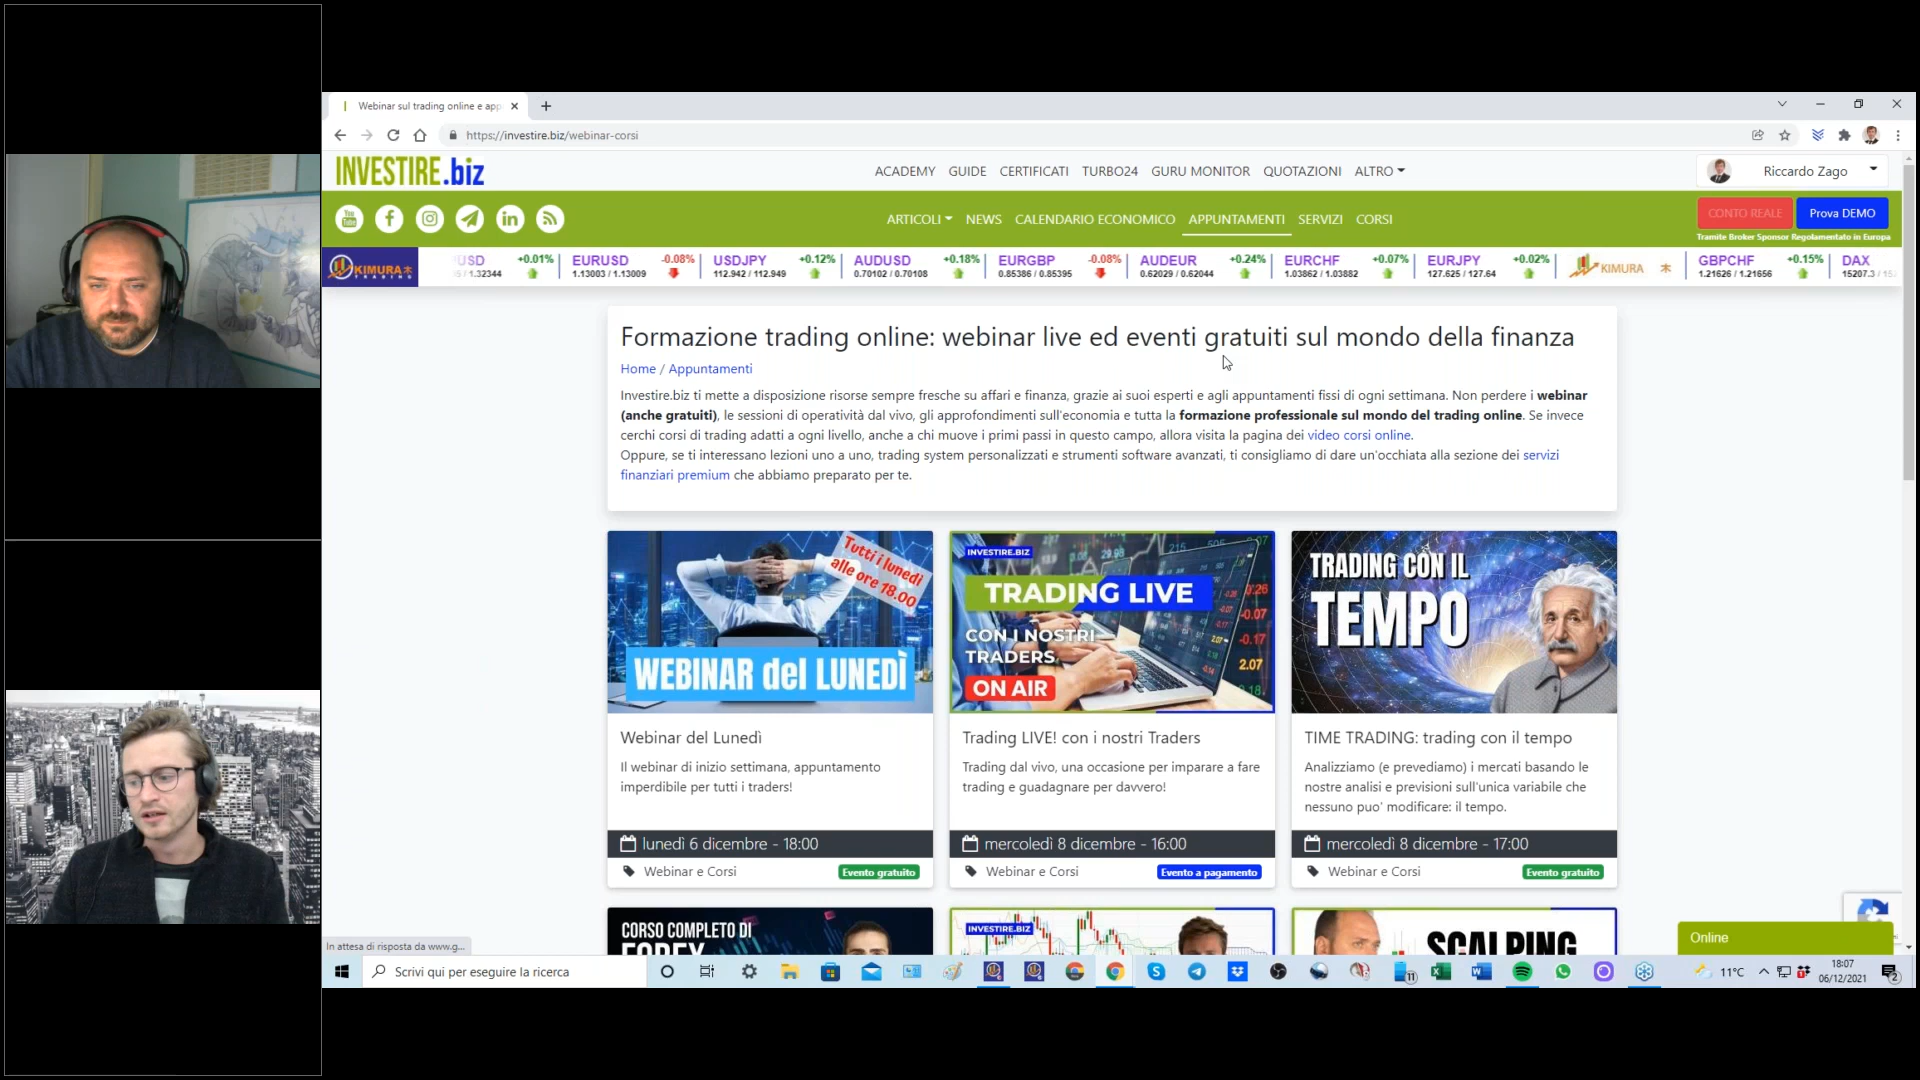 Webinar sul trading online e app
https://investire.biz/webinar-corsi
INVESTIRE.biz
ACADEMY GUIDE CERTIFICATI TURBO24 GURU MONITOR QUOTAZIONI ALTRO
Riccardo Zago
You Tube
ARTICOLI NEWS CALENDARIO ECONOMICO APPUNTAMENTI SERVIZI CORSI
CONTO REALE Prova DEMO
Tramite Broker Sponsor Regolamentato in Europa
KIMURA TRADING
USD +0.01% EURUSD -0.08% USDJPY +0.12% AUDUSD +0.18% EURGBP -0.08% AUDEUR +0.24% EURCHF +0.07% EURJPY +0.02% KIMURA 木 GBPCHF +0.15% DAX
5 / 1.32344 1.13003 / 1.13009 112.942 / 112.949 0.70102 / 0.70108 0.85386 / 0.85395 0.62029 / 0.62044 1.03862 / 1.03882 127.625 / 127.64 1.21626 / 1.21656 15207.3 / 15
Formazione trading online: webinar live ed eventi gratuiti sul mondo della finanza
Home / Appuntamenti
Investire.biz ti mette a disposizione risorse sempre fresche su affari e finanza, grazie ai suoi esperti e agli appuntamenti fissi di ogni settimana. Non perdere i webinar
(anche gratuiti), le sessioni di operatività dal vivo, gli approfondimenti sull'economia e tutta la formazione professionale sul mondo del trading online. Se invece
cerchi corsi di trading adatti a ogni livello, anche a chi muove i primi passi in questo campo, allora visita la pagina dei video corsi online.
Oppure, se ti interessano lezioni uno a uno, trading system personalizzati e strumenti software avanzati, ti consigliamo di dare un'occhiata alla sezione dei servizi
finanziari premium che abbiamo preparato per te.
Tutti i lunedì
alle ore 18.00
WEBINAR del LUNEDÌ
Webinar del Lunedì
Il webinar di inizio settimana, appuntamento
imperdibile per tutti i traders!
lunedì 6 dicembre - 18:00
Webinar e Corsi Evento gratuito
INVESTIRE.BIZ
TRADING LIVE
CON I NOSTRI
TRADERS
ON AIR
Trading LIVE! con i nostri Traders
Trading dal vivo, una occasione per imparare a fare
trading e guadagnare per davvero!
mercoledì 8 dicembre - 16:00
Webinar e Corsi Evento a pagamento
TRADING CON IL
TEMPO
TIME TRADING: trading con il tempo
Analizziamo (e prevediamo) i mercati basando le
nostre analisi e previsioni sull'unica variabile che
nessuno puo' modificare: il tempo.
mercoledì 8 dicembre - 17:00
Webinar e Corsi Evento gratuito
CORSO COMPLETO DI
FOREX
INVESTIRE.BIZ
SCALPING
Online
In attesa di risposta da www.g...
Scrivi qui per eseguire la ricerca
11°C
18:07
06/12/2021